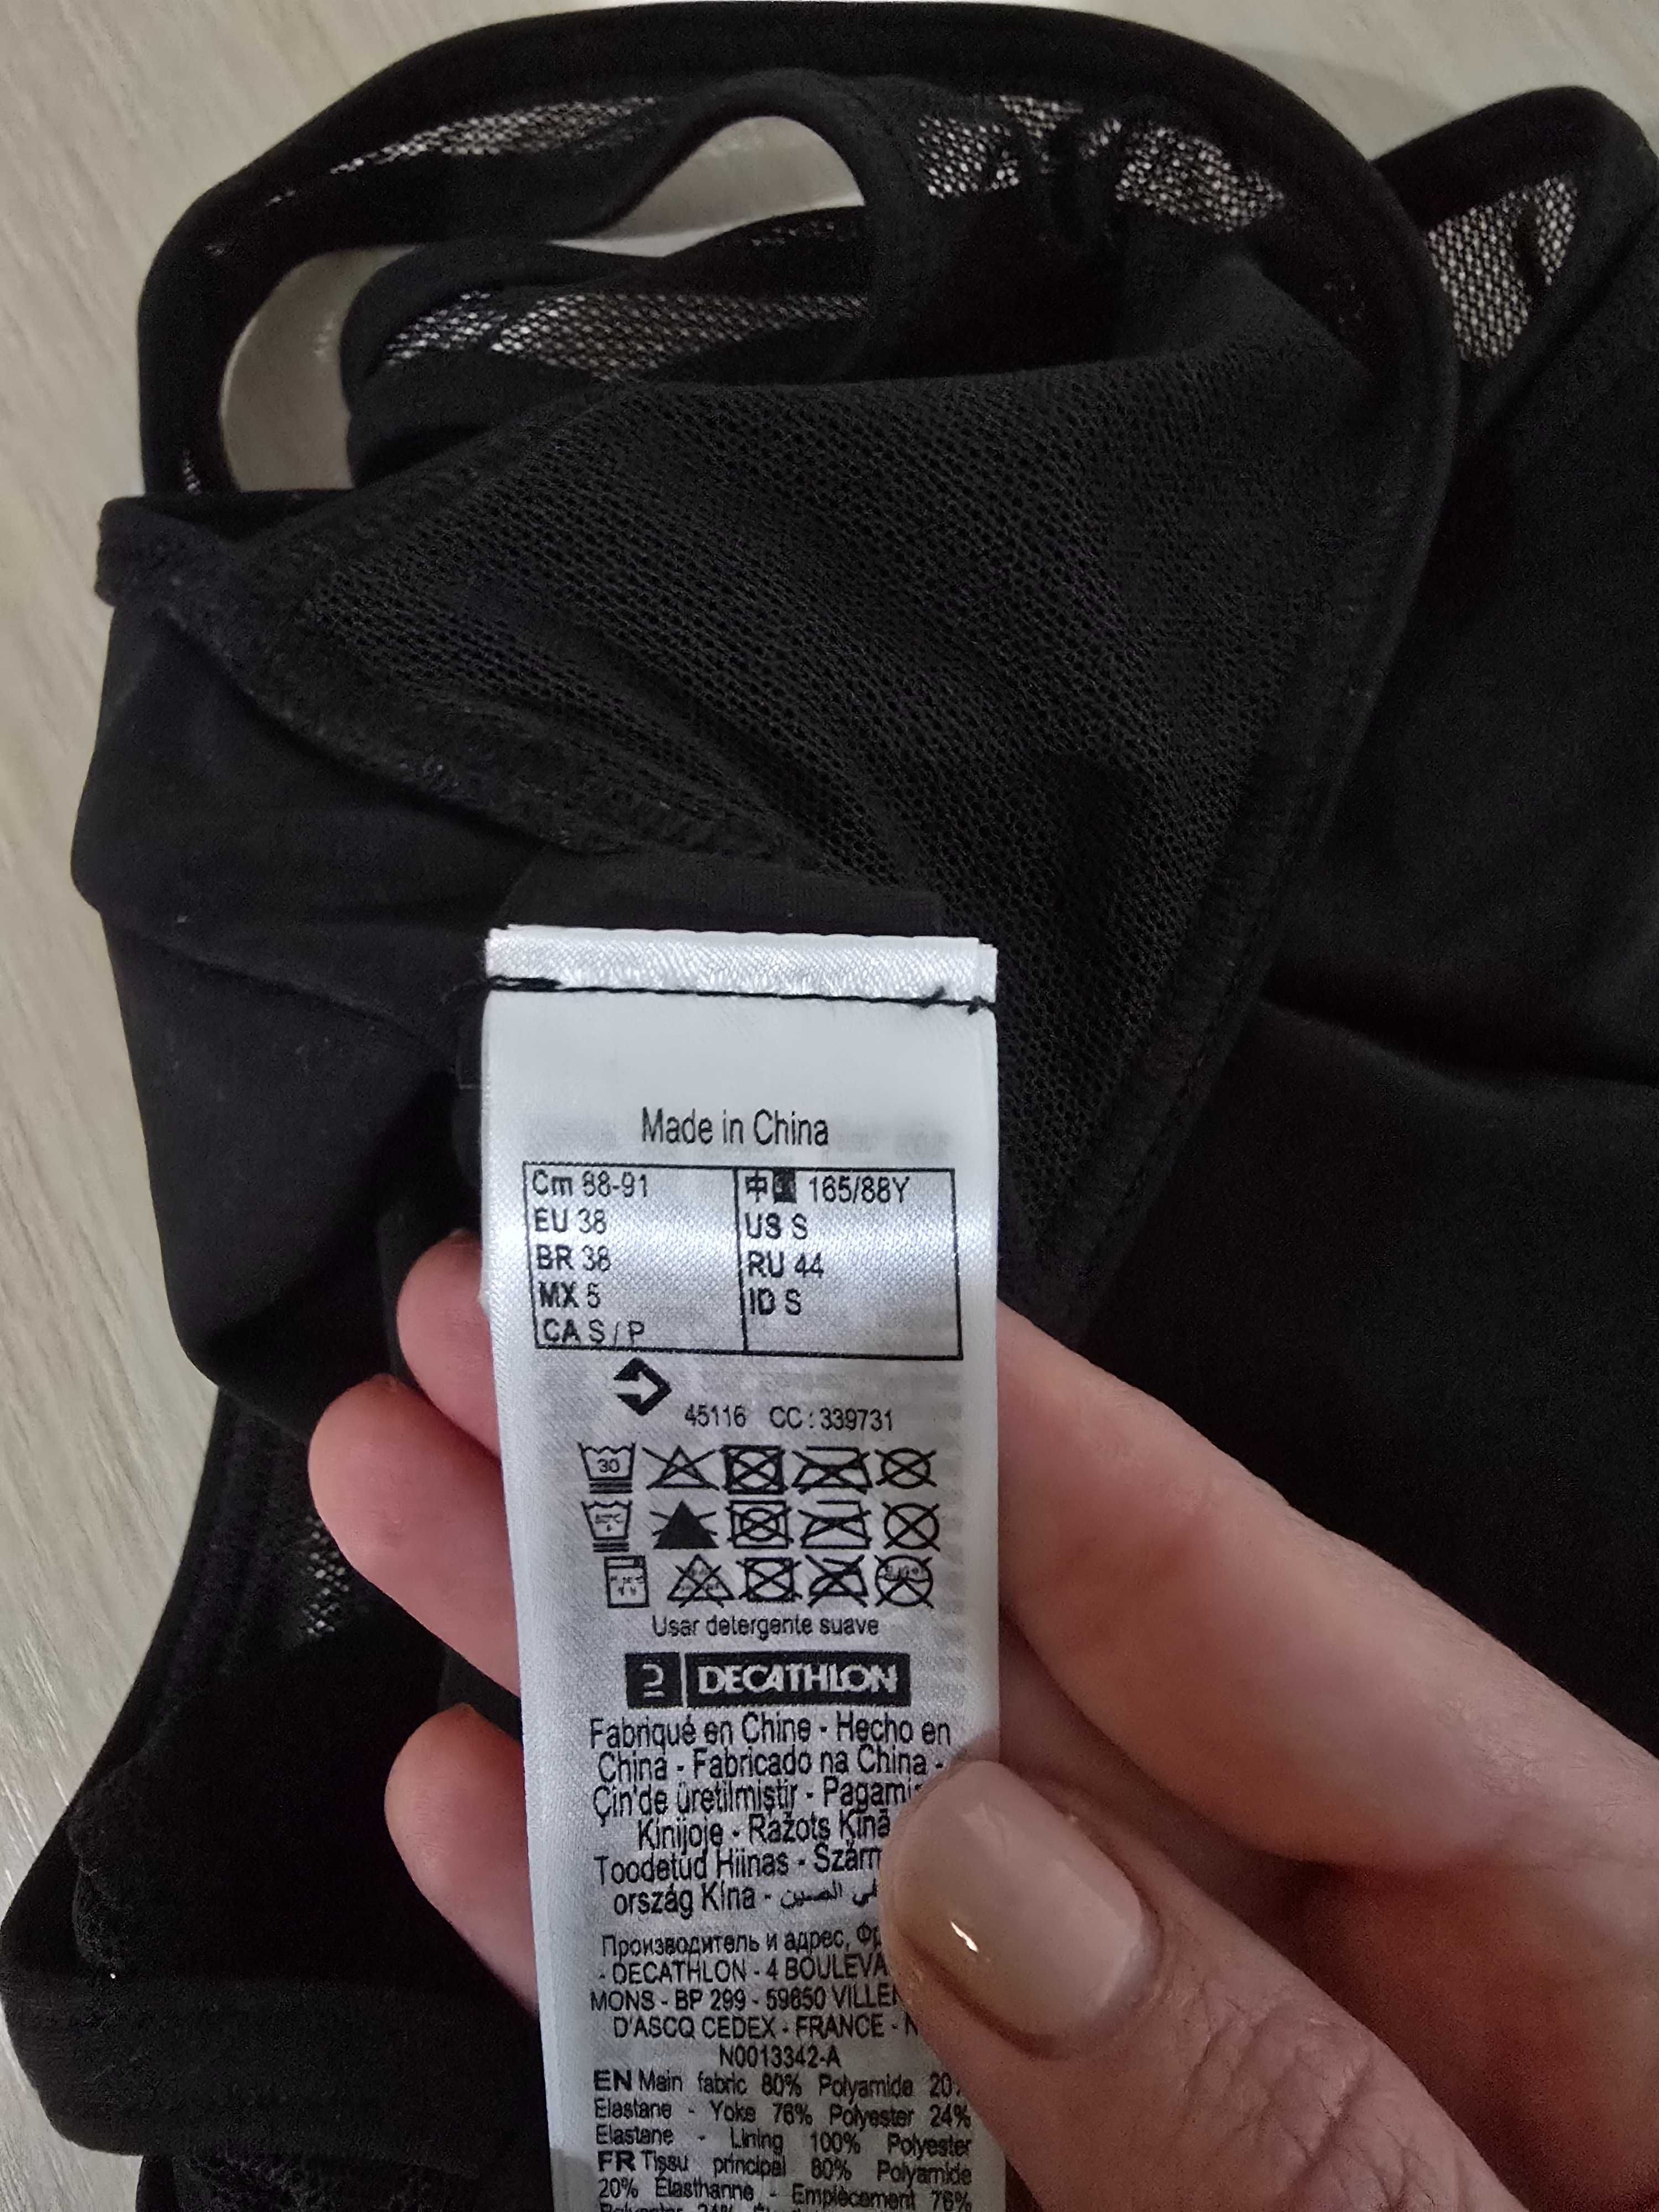 Made in China
Cm 88-91
EU 38
BR 38
MX 5
CA S / P
中国 165/88Y
US S
RU 44
ID S
45116 CC : 339731
30
Usar detergente suave
DECATHLON
Fabriqué en Chine - Hecho en
China - Fabricado na China -
Çin'de üretilmiştir - Pagami
Kinijoje - Ražots Ķīnā
Toodetud Hiinas - Szárm
ország Kína - في الصين
Производитель и адрес, Ф
- DECATHLON - 4 BOULEVA
MONS - BP 299 - 59650 VILLE
D'ASCQ CEDEX - FRANCE -
N0013342-A
EN Main fabric 80% Polyamide 20
Elastane - Yoke 76% Polyester 24%
Elastane - Lining 100% Polyester
FR Tissu principal 80% Polyamide
20% Élasthanne - Empiècement 76%